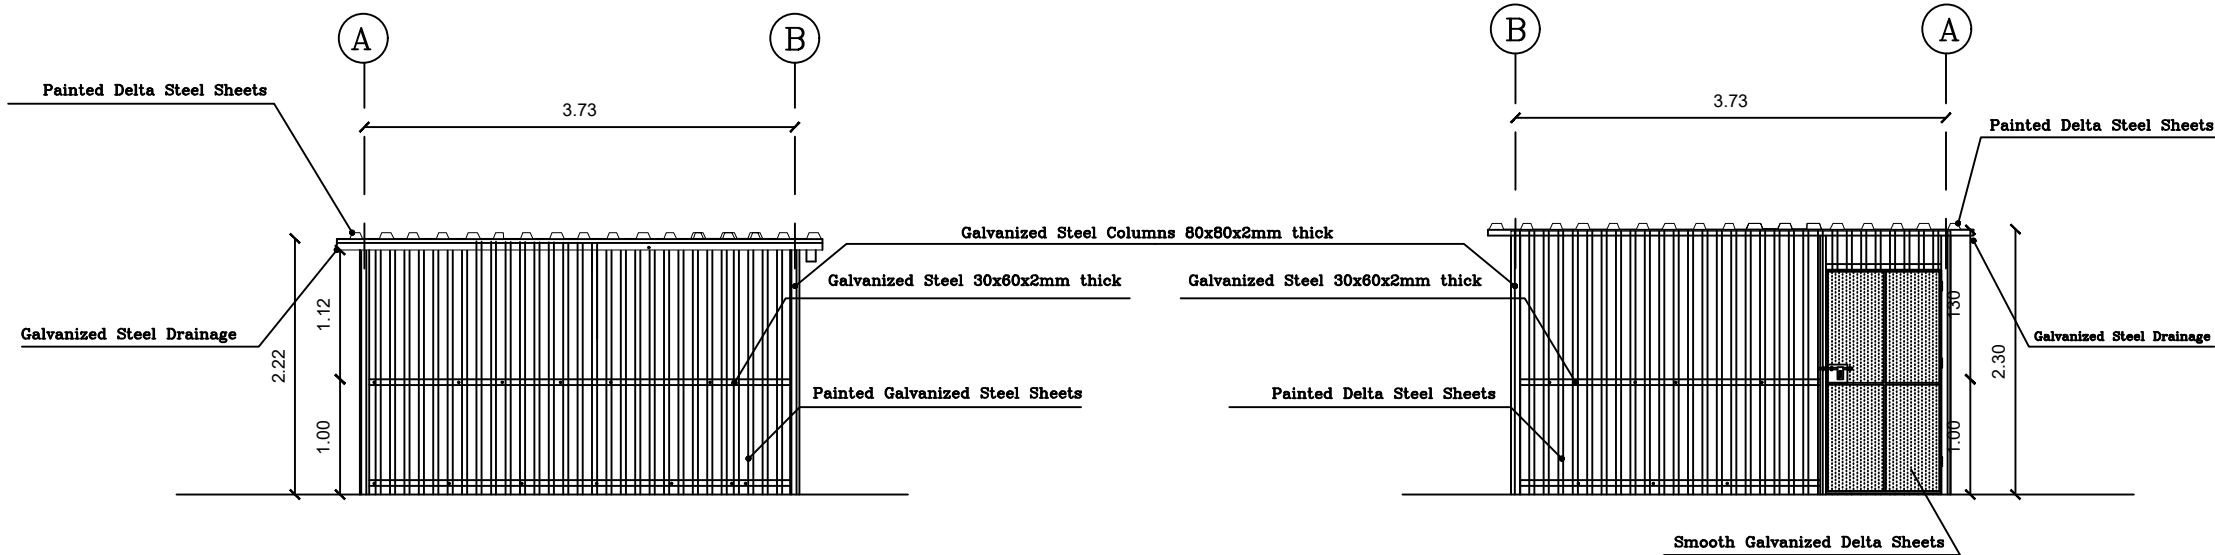 A
B
B
A
Painted Delta Steel Sheets
3.73
3.73
Painted Delta Steel Sheets
Galvanized Steel Columns 80x80x2mm thick
Galvanized Steel 30x60x2mm thick
Galvanized Steel 30x60x2mm thick
1.12
1.30
Galvanized Steel Drainage
Galvanized Steel Drainage
2.22
2.30
Painted Galvanized Steel Sheets
Painted Delta Steel Sheets
1.00
1.00
Smooth Galvanized Delta Sheets